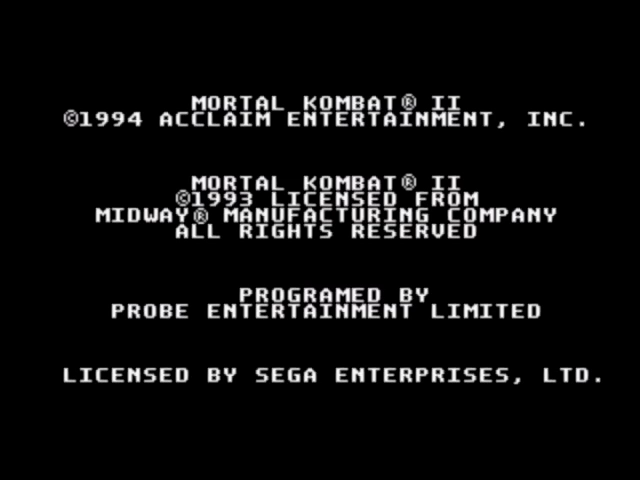 MORTAL KOMBAT® II
©1994 ACCLAIM ENTERTAINMENT, INC.
MORTAL KOMBAT® II
©1993 LICENSED FROM
MIDWAY® MANUFACTURING COMPANY
ALL RIGHTS RESERVED
PROGRAMED BY
PROBE ENTERTAINMENT LIMITED
LICENSED BY SEGA ENTERPRISES, LTD.